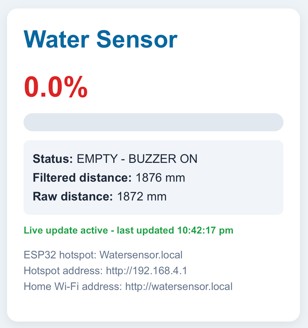 Water Sensor
0.0%
Status: EMPTY - BUZZER ON
Filtered distance: 1876 mm
Raw distance: 1872 mm
Live update active - last updated 10:42:17 pm
ESP32 hotspot: Watersensor.local
Hotspot address: http://192.168.4.1
Home Wi-Fi address: http://watersensor.local